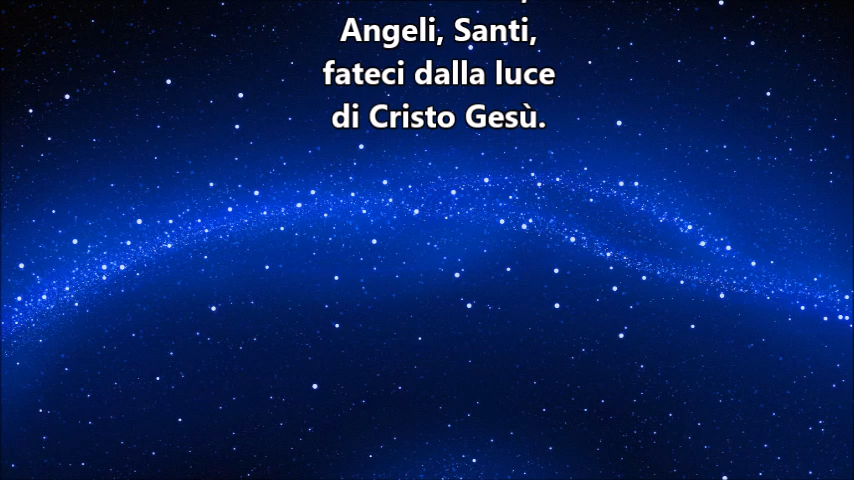 Angeli, Santi,
fateci dalla luce
di Cristo Gesù.